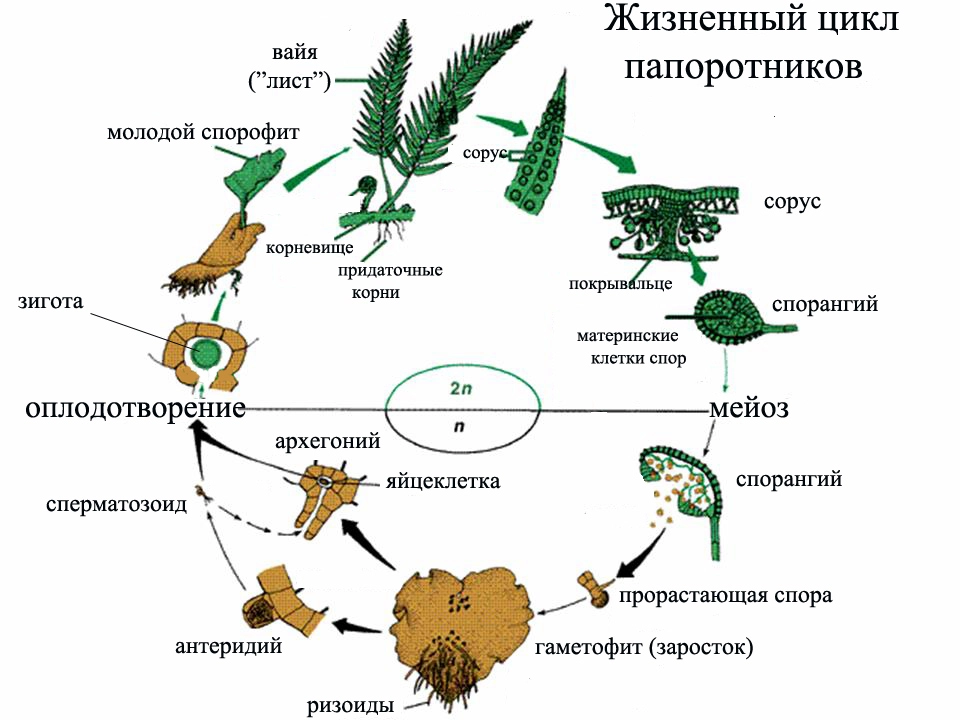 Жизненный цикл
папоротников
вайя
(”лист”)
молодой спорофит
сорус
сорус
корневище
придаточные
корни
покрывальце
зигота
спорангий
материнские
клетки спор
2n
оплодотворение
мейоз
n
архегоний
яйцеклетка
спорангий
сперматозоид
прорастающая спора
антеридий
гаметофит (заросток)
ризоиды